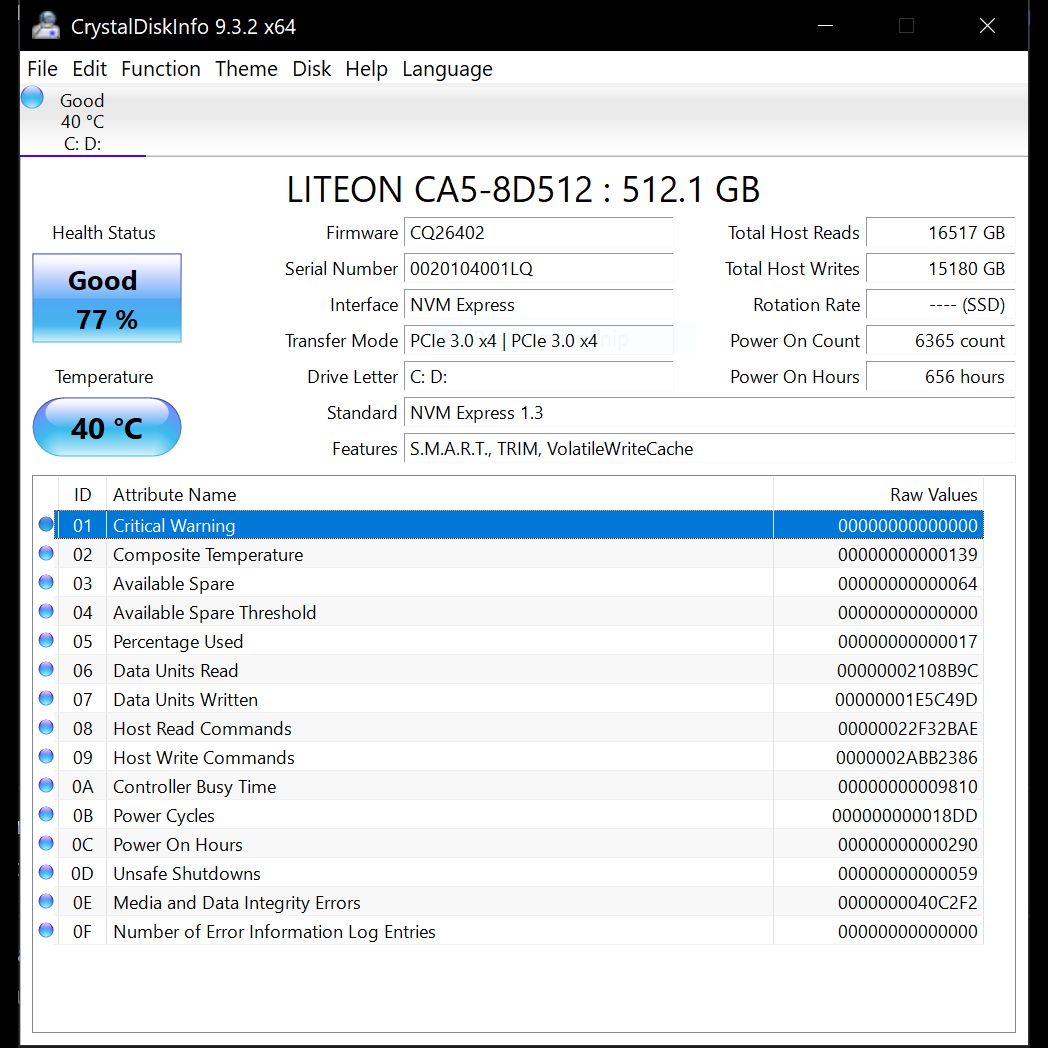 CrystalDiskInfo 9.3.2 x64
File Edit Function Theme Disk Help Language
Good
40 °C
C: D:
LITEON CA5-8D512 : 512.1 GB
Health Status
Good
77 %
Temperature
40 °C
Firmware CQ26402
Serial Number 0020104001LQ
Interface NVM Express
Transfer Mode PCIe 3.0 x4 | PCIe 3.0 x4
Drive Letter C: D:
Standard NVM Express 1.3
Features S.M.A.R.T., TRIM, VolatileWriteCache
Total Host Reads 16517 GB
Total Host Writes 15180 GB
Rotation Rate ---- (SSD)
Power On Count 6365 count
Power On Hours 656 hours
ID Attribute Name Raw Values
01 Critical Warning 00000000000000
02 Composite Temperature 00000000000139
03 Available Spare 00000000000064
04 Available Spare Threshold 00000000000000
05 Percentage Used 00000000000017
06 Data Units Read 00000002108B9C
07 Data Units Written 00000001E5C49D
08 Host Read Commands 00000022F32BAE
09 Host Write Commands 0000002ABB2386
0A Controller Busy Time 00000000009810
0B Power Cycles 000000000018DD
0C Power On Hours 00000000000290
0D Unsafe Shutdowns 00000000000059
0E Media and Data Integrity Errors 0000000040C2F2
0F Number of Error Information Log Entries 00000000000000